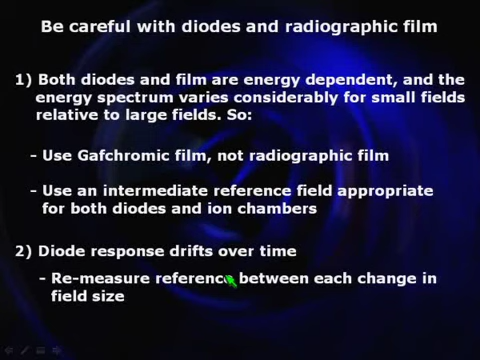 Be careful with diodes and radiographic film
1) Both diodes and film are energy dependent, and the
energy spectrum varies considerably for small fields
relative to large fields. So:
- Use Gafchromic film, not radiographic film
- Use an intermediate reference field appropriate
for both diodes and ion chambers
2) Diode response drifts over time
- Re-measure reference between each change in
field size